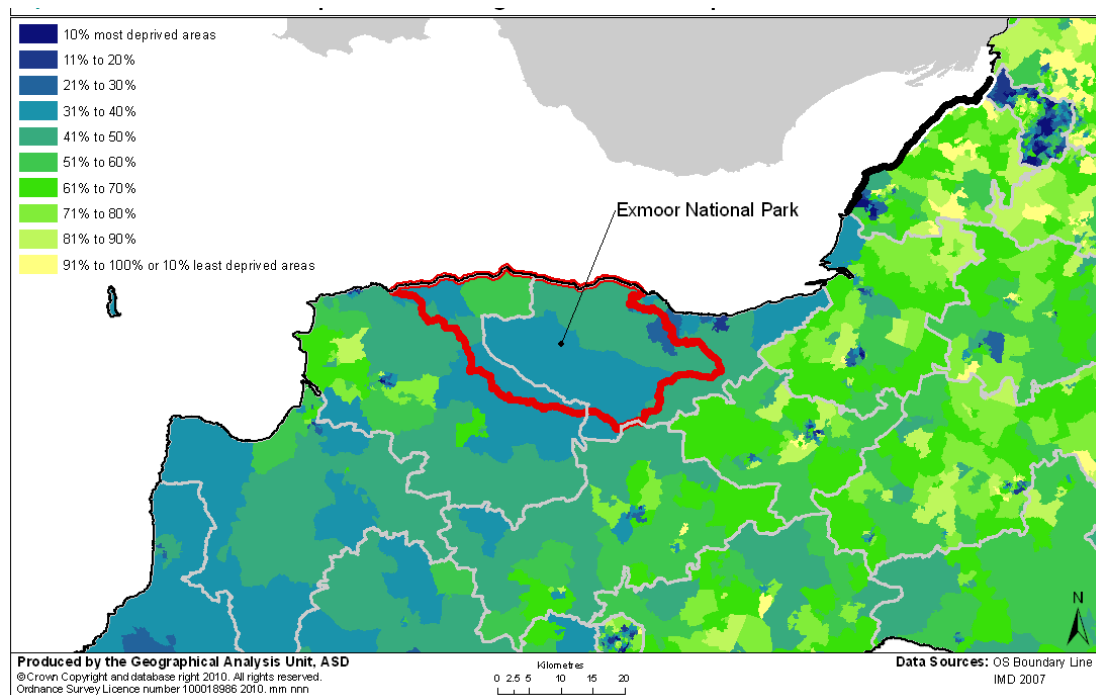 10% most deprived areas
11% to 20%
21% to 30%
31% to 40%
41% to 50%
51% to 60%
61% to 70%
71% to 80%
81% to 90%
91% to 100% or 10% least deprived areas
Exmoor National Park
N
Produced by the Geographical Analysis Unit, ASD
©Crown Copyright and database right 2010. All rights reserved.
Ordnance Survey Licence number 100018986 2010. mm nnn
Kilometres
0 2.5 5 10 15 20
Data Sources: OS Boundary Line
IMD 2007